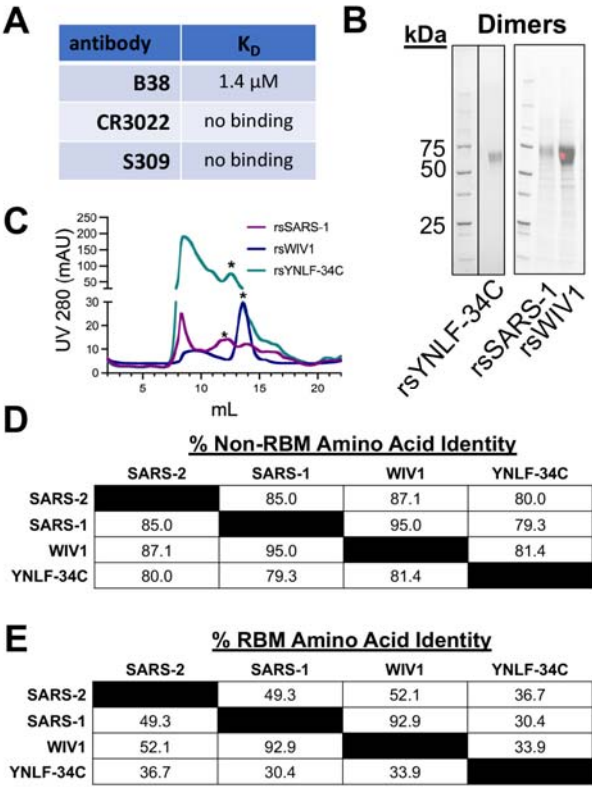 A
antibody K_D
B38 1.4 µM
CR3022 no binding
S309 no binding
B
Dimers
kDa
75
50
25
rsYNLF-34C
rsSARS-1
rsWIV1
C
UV 280 (mAU)
250
200
150
100
50
30
20
10
0
rsSARS-1
rsWIV1
rsYNLF-34C
*
*
*
5 10 15 20
mL
D
% Non-RBM Amino Acid Identity
SARS-2 SARS-1 WIV1 YNLF-34C
SARS-2 85.0 87.1 80.0
SARS-1 85.0 95.0 79.3
WIV1 87.1 95.0 81.4
YNLF-34C 80.0 79.3 81.4
E
% RBM Amino Acid Identity
SARS-2 SARS-1 WIV1 YNLF-34C
SARS-2 49.3 52.1 36.7
SARS-1 49.3 92.9 30.4
WIV1 52.1 92.9 33.9
YNLF-34C 36.7 30.4 33.9